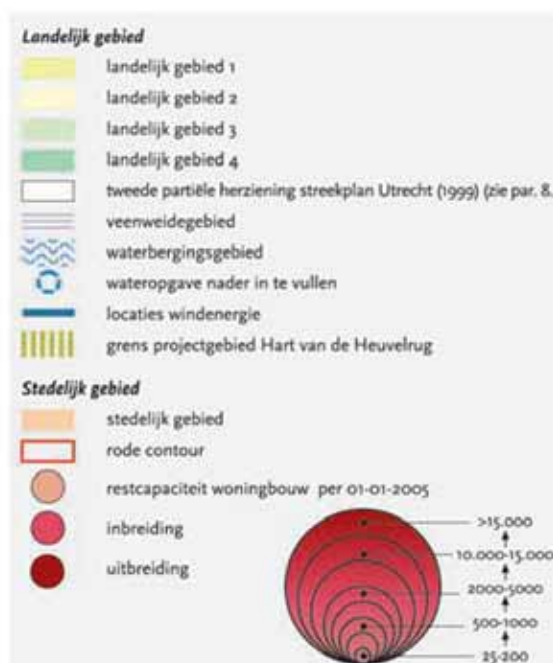 Landelijk gebied
landelijk gebied 1
landelijk gebied 2
landelijk gebied 3
landelijk gebied 4
tweede partiële herziening streekplan Utrecht (1999) (zie par. 8.
veenweidegebied
waterbergingsgebied
wateropgave nader in te vullen
locaties windenergie
grens projectgebied Hart van de Heuvelrug
Stedelijk gebied
stedelijk gebied
rode contour
restcapaciteit woningbouw per 01-01-2005
inbreiding
uitbreiding
>15.000
10.000-15.000
2000-5000
500-1000
25-200